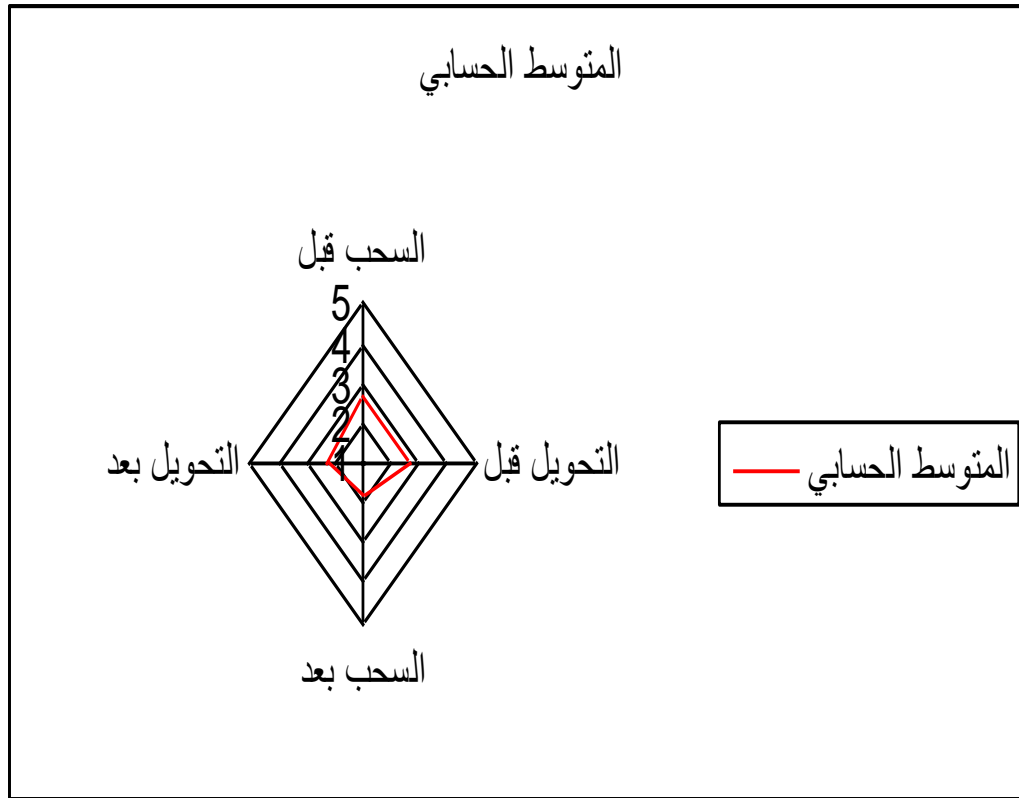 المتوسط الحسابي
السحب قبل
5
4
3
2
1
التحويل بعد
التحويل قبل
السحب بعد
المتوسط الحسابي